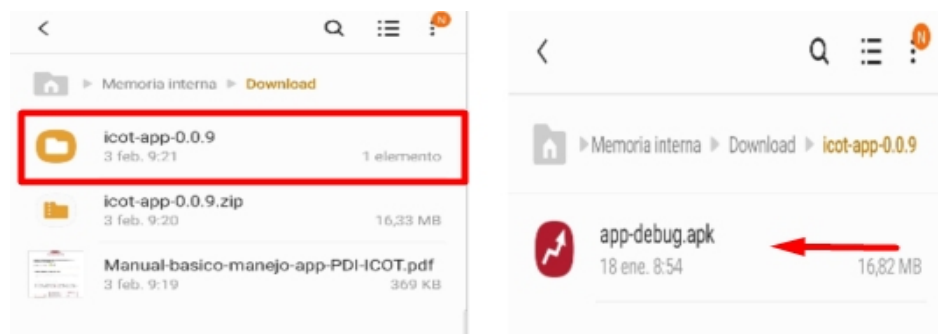 N
Memoria interna ▶ Download
icot-app-0.0.9
3 feb. 9:21 1 elemento
icot-app-0.0.9.zip
3 feb. 9:20 16,33 MB
Manual-basico-manejo-app-PDI-ICOT.pdf
3 feb. 9:19 369 KB
N
Memoria interna ▶ Download ▶ icot-app-0.0.9
app-debug.apk
18 ene. 8:54 16,82 MB